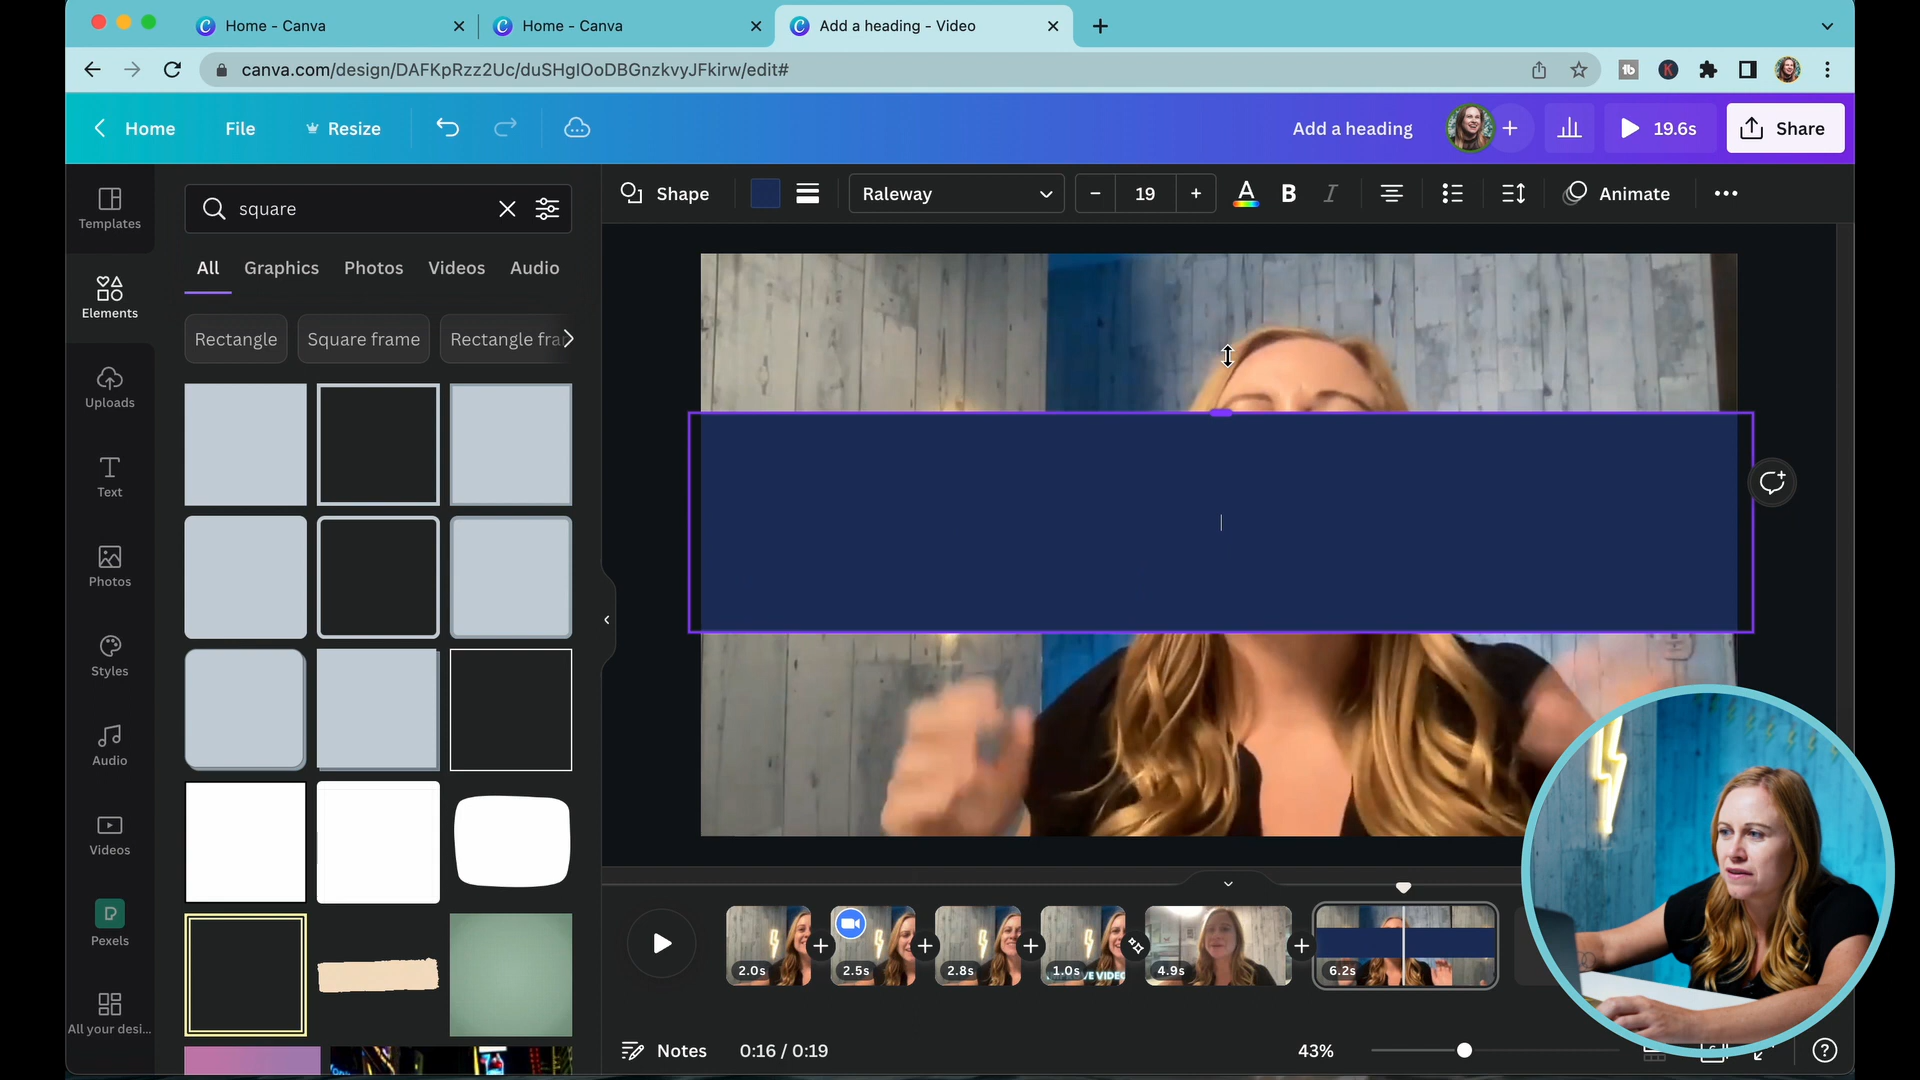 Home - Canva
Home - Canva
Add a heading - Video
canva.com/design/DAFKpRzz2Uc/duSHgIOoDBGnzkvyJFkirw/edit#
Home
File
Resize
Add a heading
19.6s
Share
Templates
Elements
Uploads
Text
Photos
Styles
Audio
Videos
Pexels
All your desi...
square
All
Graphics
Photos
Videos
Audio
Rectangle
Square frame
Rectangle fra
Shape
Raleway
19
A
B
I
Animate
2.0s
2.5s
2.8s
1.0s
4.9s
6.2s
Notes
0:16 / 0:19
43%